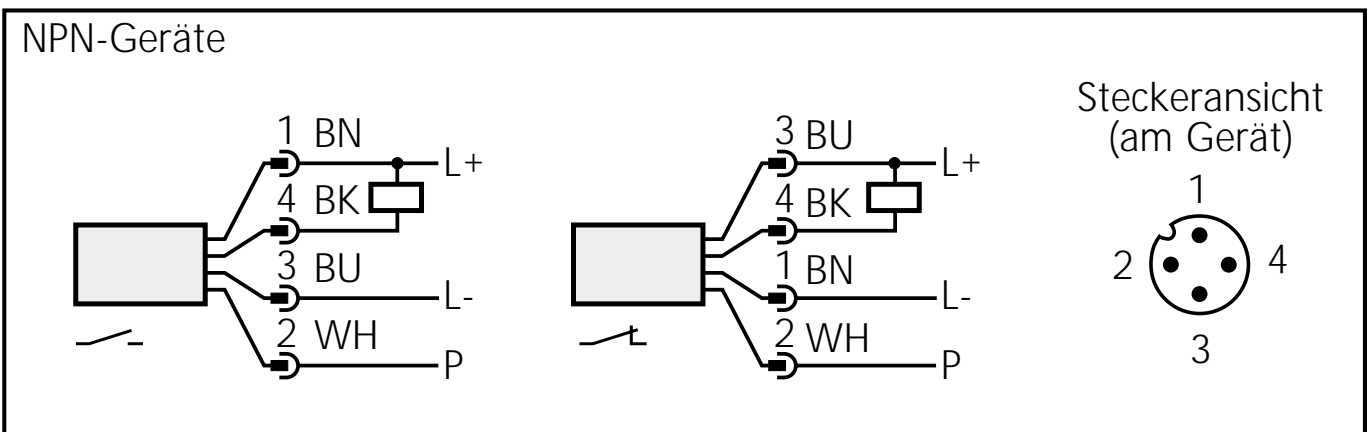 NPN-Geräte
1 BN
L+
4 BK
3 BU
L-
2 WH
P
3 BU
L+
4 BK
1 BN
L-
2 WH
P
Steckeransicht
(am Gerät)
1
2
4
3